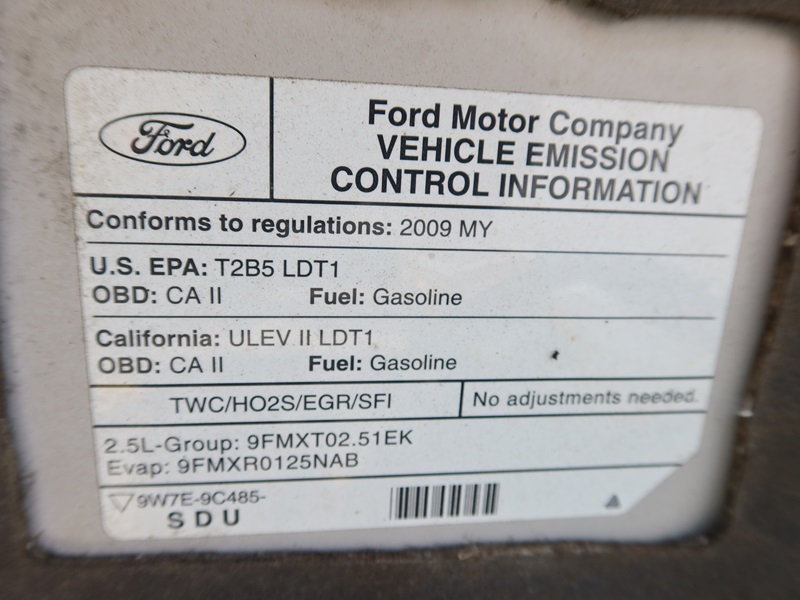 Ford
Ford Motor Company
VEHICLE EMISSION
CONTROL INFORMATION
Conforms to regulations: 2009 MY
U.S. EPA: T2B5 LDT1
OBD: CA II Fuel: Gasoline
California: ULEV II LDT1
OBD: CA II Fuel: Gasoline
TWC/HO2S/EGR/SFI No adjustments needed.
2.5L-Group: 9FMXT02.51EK
Evap: 9FMXR0125NAB
9W7E-9C485-
SDU